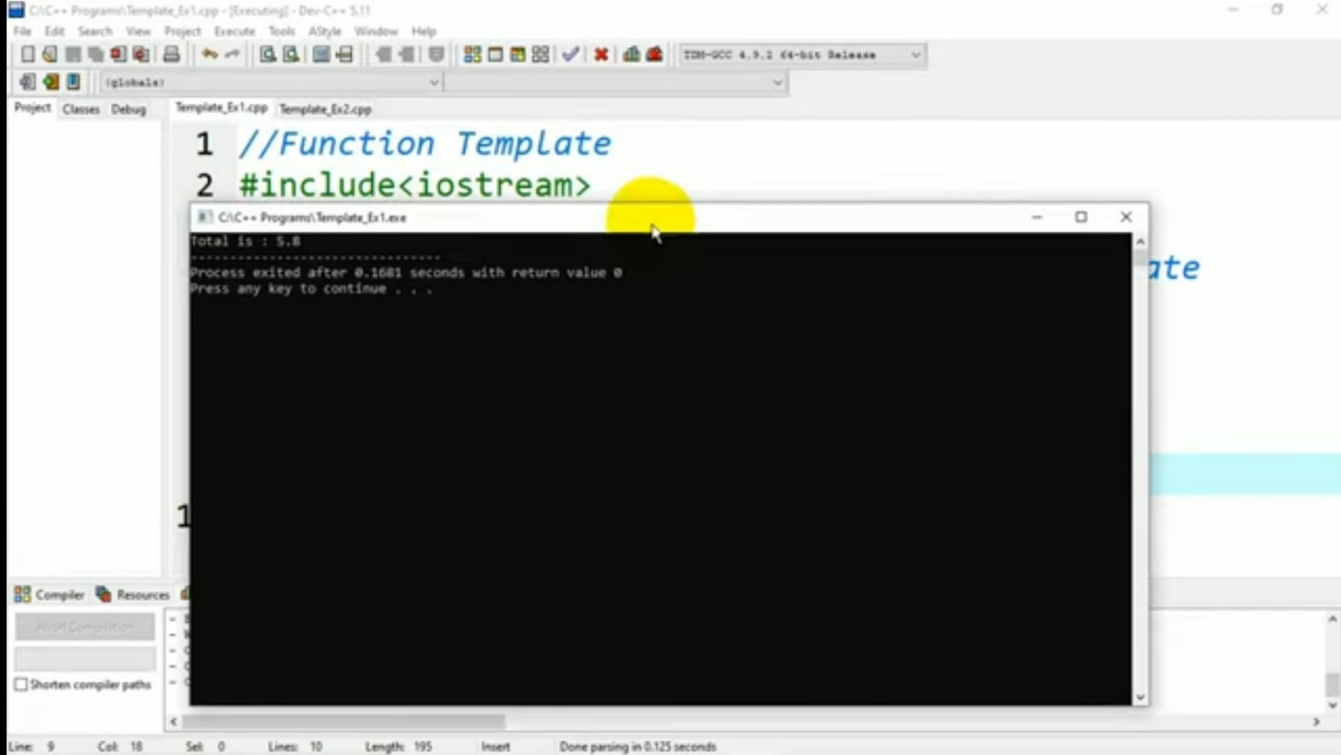 C:\C++ Programs\Template_Ex1.cpp - [Executing] - Dev-C++ 5.11
File Edit Search View Project Execute Tools AStyle Window Help
TDM-GCC 4.9.2 64-bit Release
(globals)
Project Classes Debug Template_Ex1.cpp Template_Ex2.cpp
1 //Function Template
2 #include<iostream>
C:\C++ Programs\Template_Ex1.exe
Total is : 5.8
--------------------------------
Process exited after 0.1681 seconds with return value 0
Press any key to continue . . .
ate
1
Compiler Resources
Abort Compilation
Shorten compiler paths
Line: 9 Col: 18 Sel: 0 Lines: 10 Length: 195 Insert Done parsing in 0.125 seconds